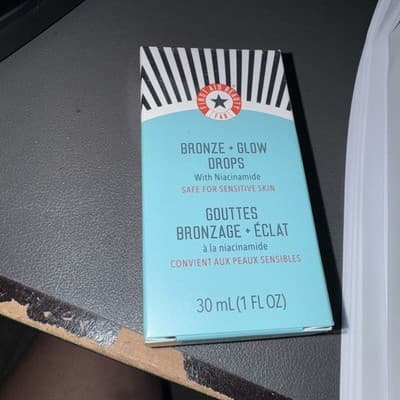 FIRST AID BEAUTY
FAB
BRONZE + GLOW
DROPS
With Niacinamide
SAFE FOR SENSITIVE SKIN
GOUTTES
BRONZAGE + ÉCLAT
à la niacinamide
CONVIENT AUX PEAUX SENSIBLES
30 mL (1 FL OZ)